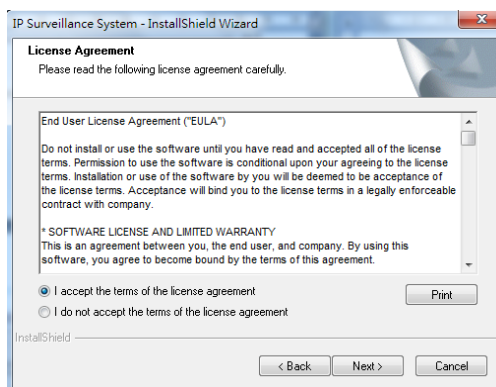 IP Surveillance System - InstallShield Wizard
License Agreement
Please read the following license agreement carefully.
End User License Agreement ("EULA")
Do not install or use the software until you have read and accepted all of the license
terms. Permission to use the software is conditional upon your agreeing to the license
terms. Installation or use of the software by you will be deemed to be acceptance of
the license terms. Acceptance will bind you to the license terms in a legally enforceable
contract with company.
* SOFTWARE LICENSE AND LIMITED WARRANTY
This is an agreement between you, the end user, and company. By using this
software, you agree to become bound by the terms of this agreement.
I accept the terms of the license agreement
Print
I do not accept the terms of the license agreement
InstallShield
< Back Next > Cancel